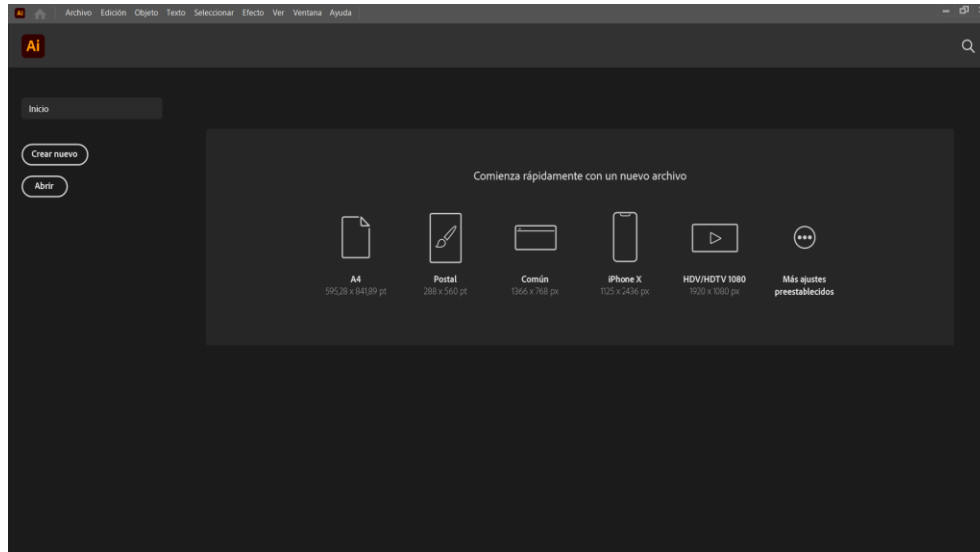 Ai Archivo Edición Objeto Texto Seleccionar Efecto Ver Ventana Ayuda
Ai
Inicio
Crear nuevo
Abrir
Comienza rápidamente con un nuevo archivo
A4
595,28 x 841,89 pt
Postal
288 x 560 pt
Común
1366 x 768 px
iPhone X
1125 x 2436 px
HDV/HDTV 1080
1920 x 1080 px
Más ajustes
preestablecidos